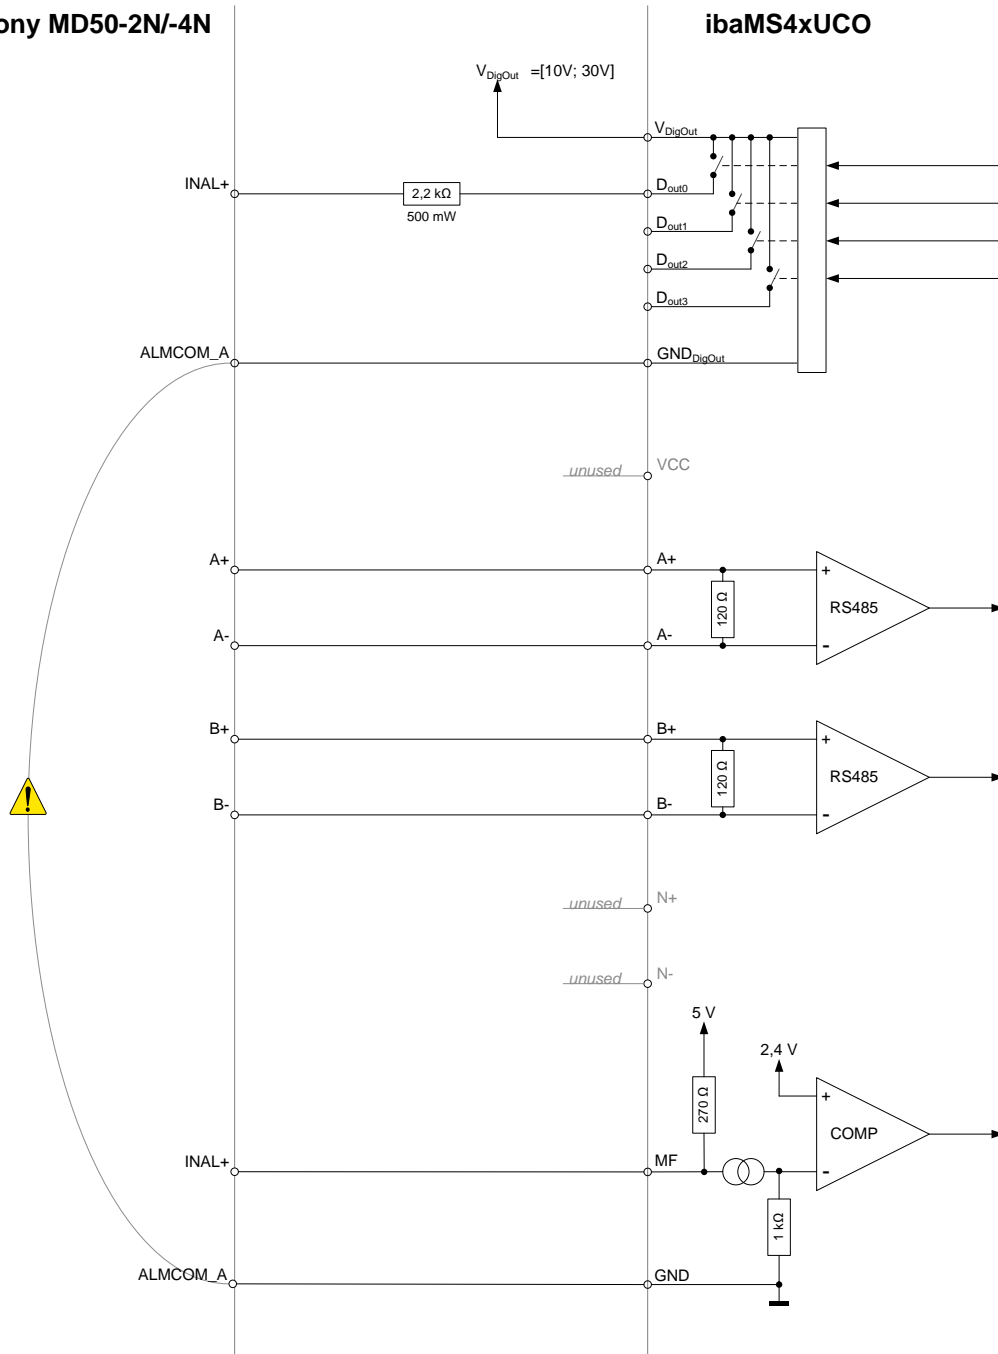 ony MD50-2N/-4N
ibaMS4xUCO
VDigOut =[10V; 30V]
VDigOut
INAL+
2,2 kΩ
500 mW
Dout0
Dout1
Dout2
Dout3
ALMCOM_A
GNDDigOut
unused
VCC
A+
A+
+
120 Ω
RS485
A-
A-
-
B+
B+
+
120 Ω
RS485
B-
B-
-
unused
N+
unused
N-
5 V
2,4 V
270 Ω
+
COMP
INAL+
MF
-
1 kΩ
ALMCOM_A
GND